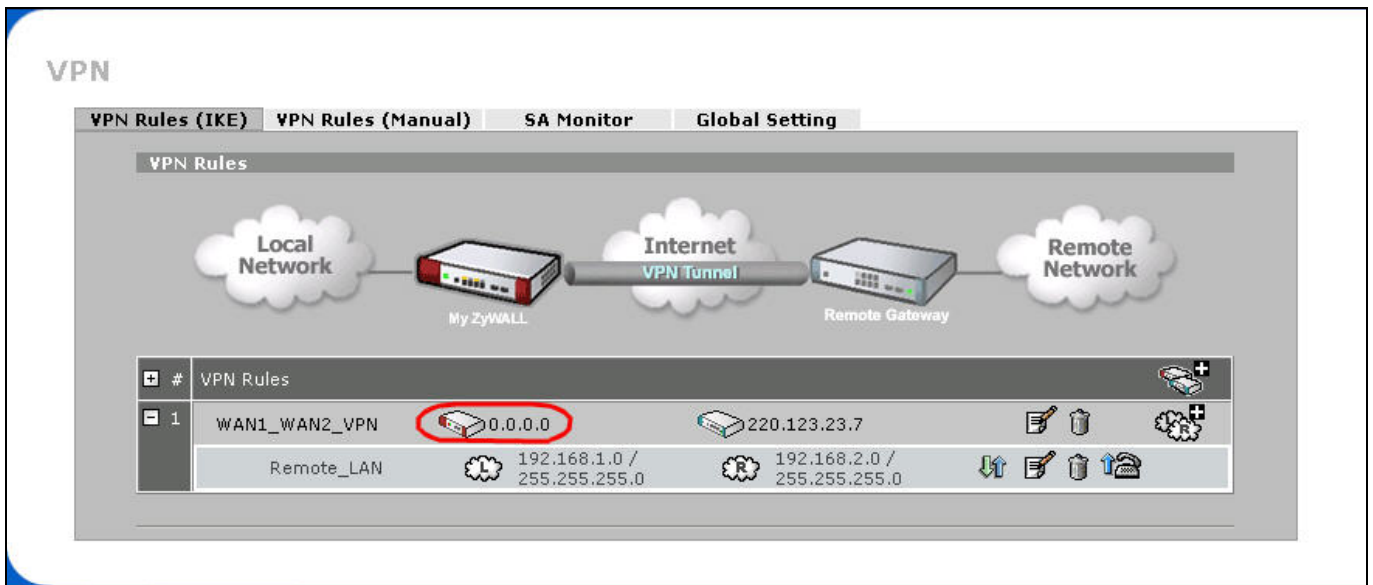 VPN
VPN Rules (IKE) VPN Rules (Manual) SA Monitor Global Setting
VPN Rules
Local
Network
My ZyWALL
Internet
VPN Tunnel
Remote Gateway
Remote
Network
# VPN Rules
1 WAN1_WAN2_VPN 0.0.0.0 220.123.23.7
Remote_LAN L 192.168.1.0 / 255.255.255.0 R 192.168.2.0 / 255.255.255.0